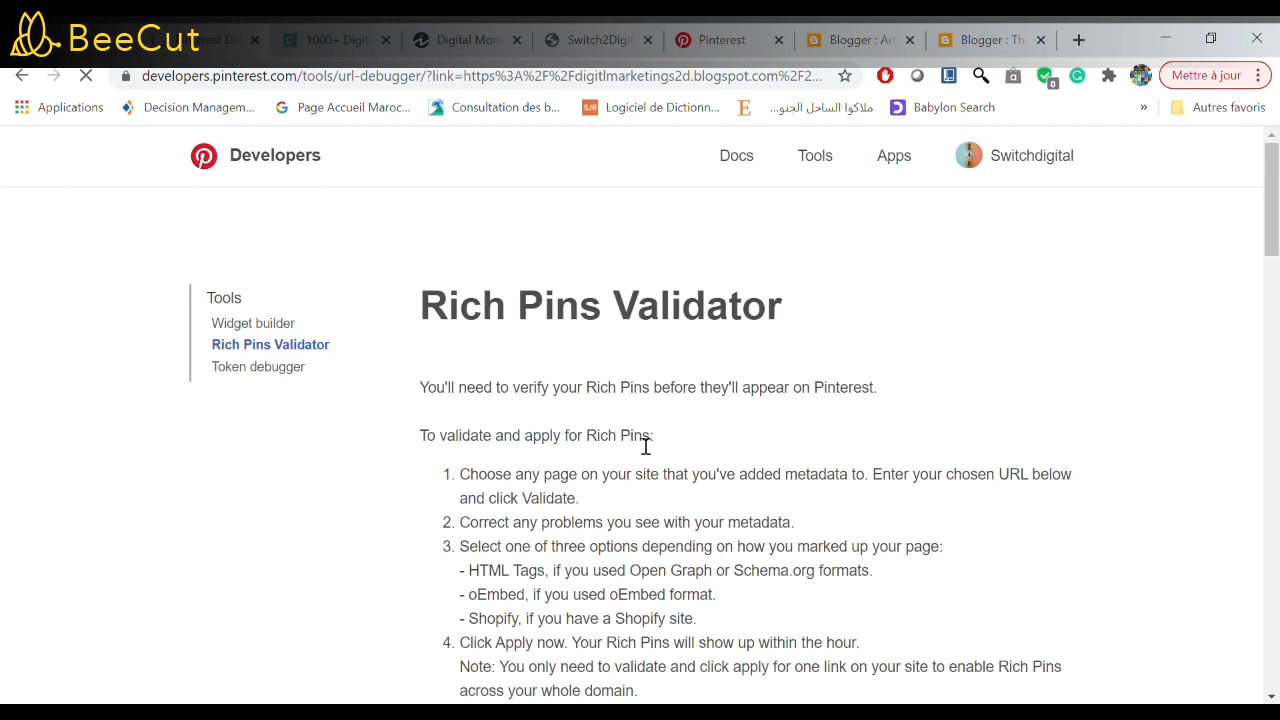 BeeCut
1000+ Digit
Digital Mon
Switch2Digit
Pinterest
Blogger : Art
Blogger : Th
developers.pinterest.com/tools/url-debugger/?link=https%3A%2F%2Fdigitlmarketings2d.blogspot.com%2F2...
0
Mettre à jour
Applications
Decision Managem...
Page Accueil Maroc...
Consultation des b...
SJR
Logiciel de Dictionn...
E
ملاكوا الساحل الجنو...
Babylon Search
»
Autres favoris
Developers
Docs
Tools
Apps
Switchdigital
Rich Pins Validator
Tools
Widget builder
Rich Pins Validator
Token debugger
You'll need to verify your Rich Pins before they'll appear on Pinterest.
To validate and apply for Rich Pins:
1. Choose any page on your site that you've added metadata to. Enter your chosen URL below
and click Validate.
2. Correct any problems you see with your metadata.
3. Select one of three options depending on how you marked up your page:
- HTML Tags, if you used Open Graph or Schema.org formats.
- oEmbed, if you used oEmbed format.
- Shopify, if you have a Shopify site.
4. Click Apply now. Your Rich Pins will show up within the hour.
Note: You only need to validate and click apply for one link on your site to enable Rich Pins
across your whole domain.